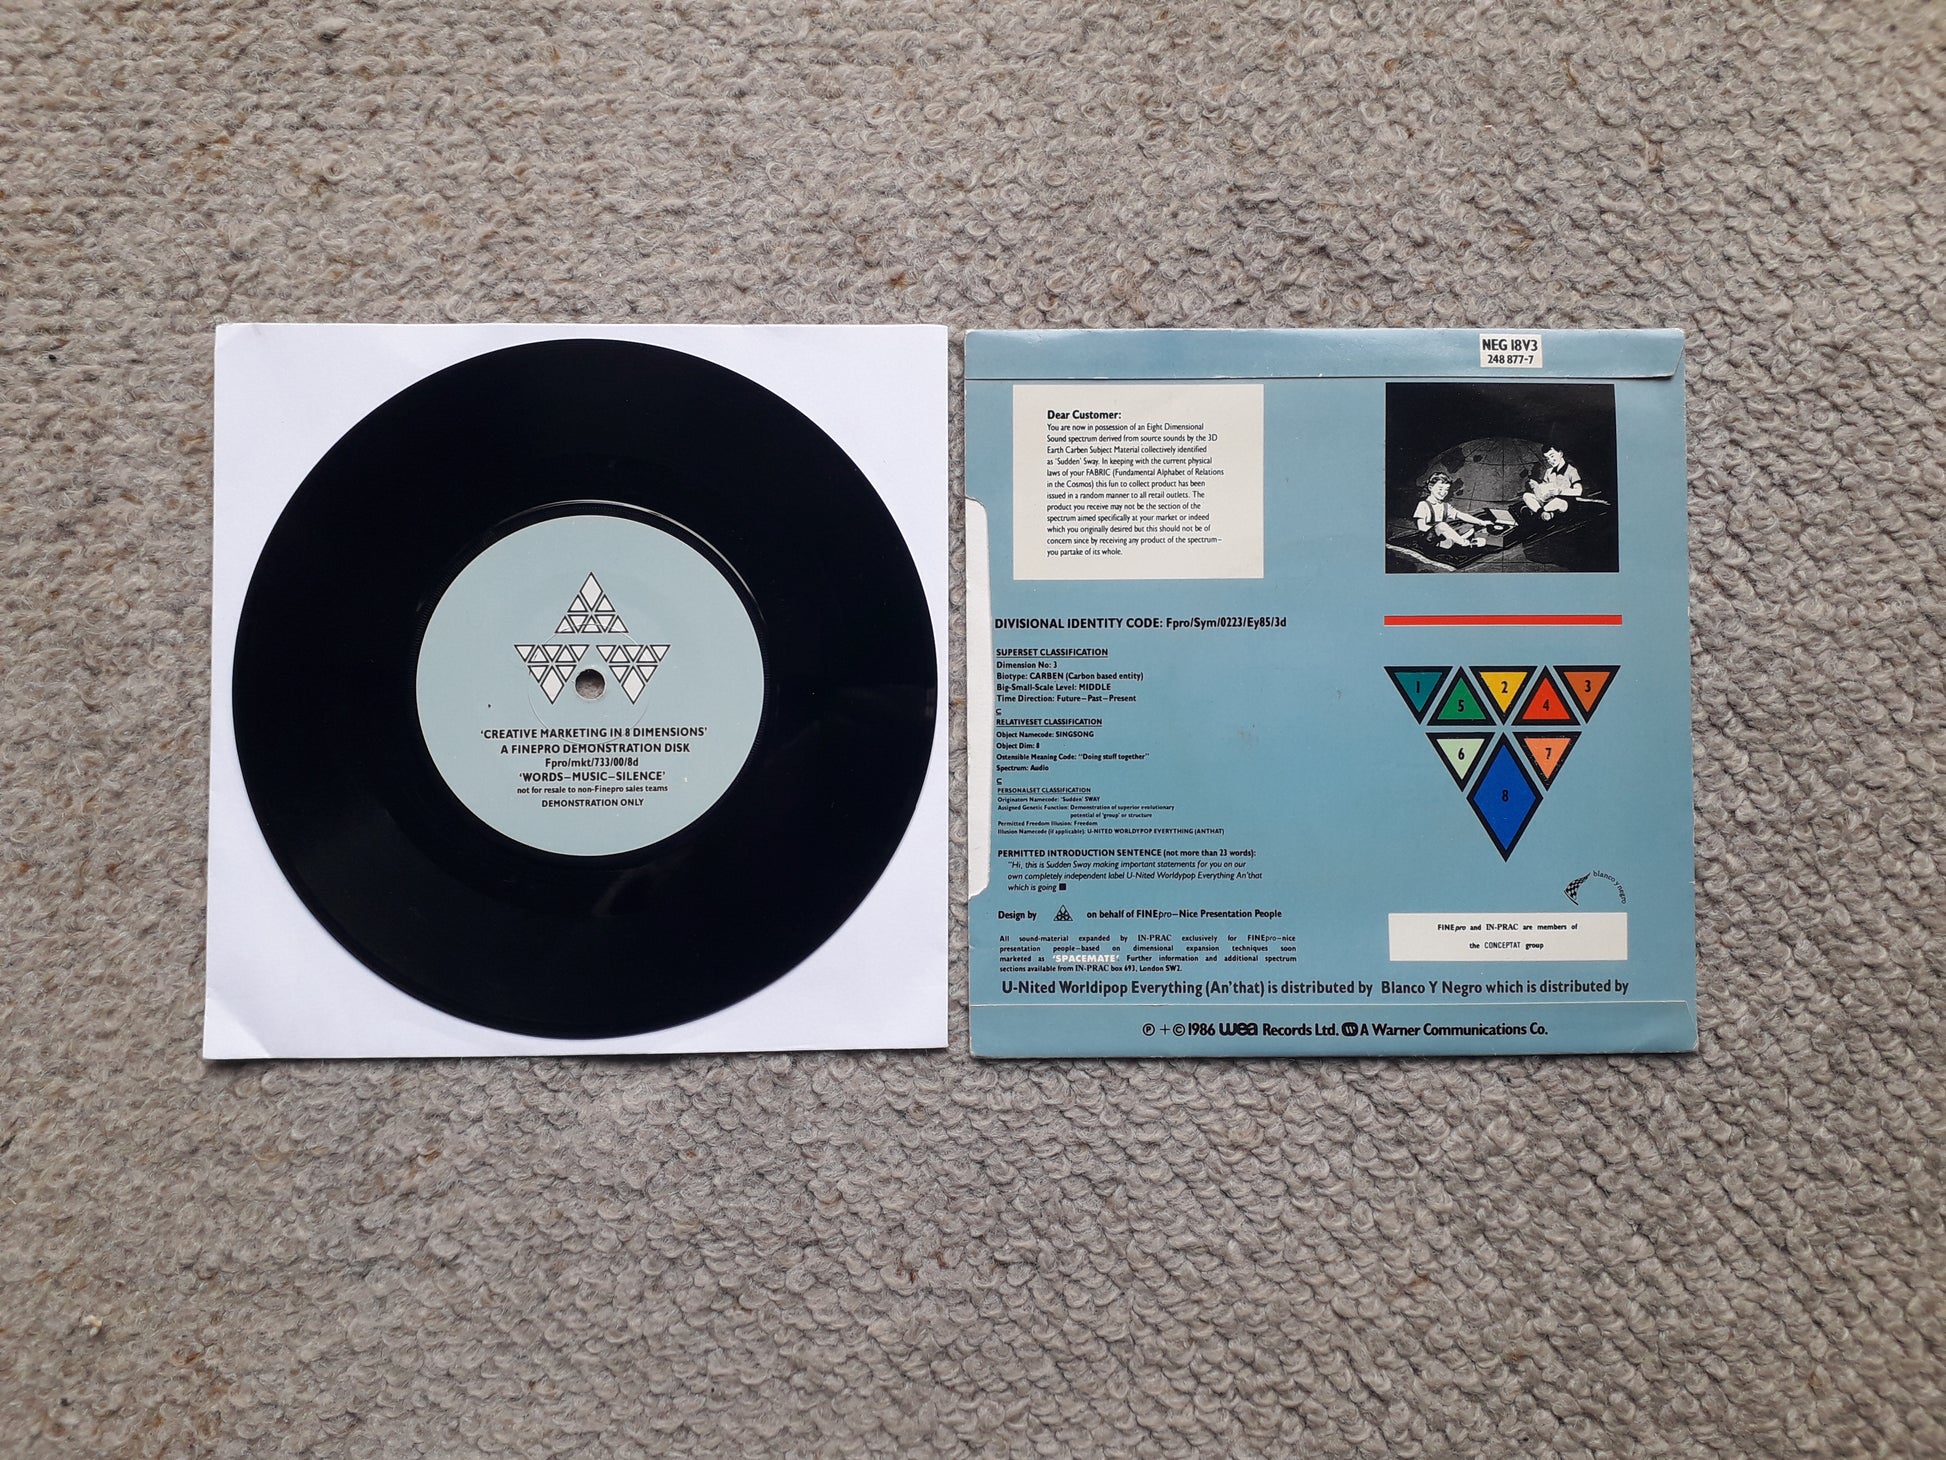 'CREATIVE MARKETING IN 8 DIMENSIONS'
A FINEPRO DEMONSTRATION DISK
Fpro/mkt/733/00/8d
'WORDS—MUSIC—SILENCE'
not for resale to non-Finepro sales teams
DEMONSTRATION ONLY
NEG 18V3
248 877-7
Dear Customer:
You are now in possession of an Eight Dimensional
Sound spectrum derived from source sounds by the 3D
Earth Carben Subject Material collectively identified
as 'Sudden' Sway. In keeping with the current physical
laws of your FABRIC (Fundamental Alphabet of Relations
in the Cosmos) this fun to collect product has been
issued in a random manner to all retail outlets. The
product you receive may not be the section of the
spectrum aimed specifically at your market or indeed
which you originally desired but this should not be of
concern since by receiving any product of the spectrum—
you partake of its whole.
DIVISIONAL IDENTITY CODE: Fpro/Sym/0223/Ey85/3d
SUPERSET CLASSIFICATION
Dimension No: 3
Biotype: CARBEN (Carbon based entity)
Big-Small-Scale Level: MIDDLE
Time Direction: Future—Past—Present
⊆
RELATIVESET CLASSIFICATION
Object Namecode: SINGSONG
Object Dim: 8
Ostensible Meaning Code: "Doing stuff together"
Spectrum: Audio
⊆
PERSONALSET CLASSIFICATION
Originators Namecode: 'Sudden' SWAY
Assigned Genetic Function: Demonstration of superior evolutionary
potential of 'group' or structure
Permitted Freedom Illusion: Freedom
Illusion Namecode (if applicable): U-NITED WORLDYPOP EVERYTHING (ANTHAT)
PERMITTED INTRODUCTION SENTENCE (not more than 23 words):
"Hi, this is Sudden Sway making important statements for you on our
own completely independent label U-Nited Worldypop Everything An'that
which is going ■
Design by on behalf of FINEpro—Nice Presentation People
All sound-material expanded by IN-PRAC exclusively for FINEpro—nice
presentation people—based on dimensional expansion techniques soon
marketed as 'SPACEMATE' Further information and additional spectrum
sections available from IN-PRAC box 693, London SW2.
1
5
2
4
3
6
7
8
blanco y negro
FINEpro and IN-PRAC are members of
the CONCEPTAT group
U-Nited Worldipop Everything (An'that) is distributed by Blanco Y Negro which is distributed by
℗ + © 1986 wea Records Ltd. A Warner Communications Co.